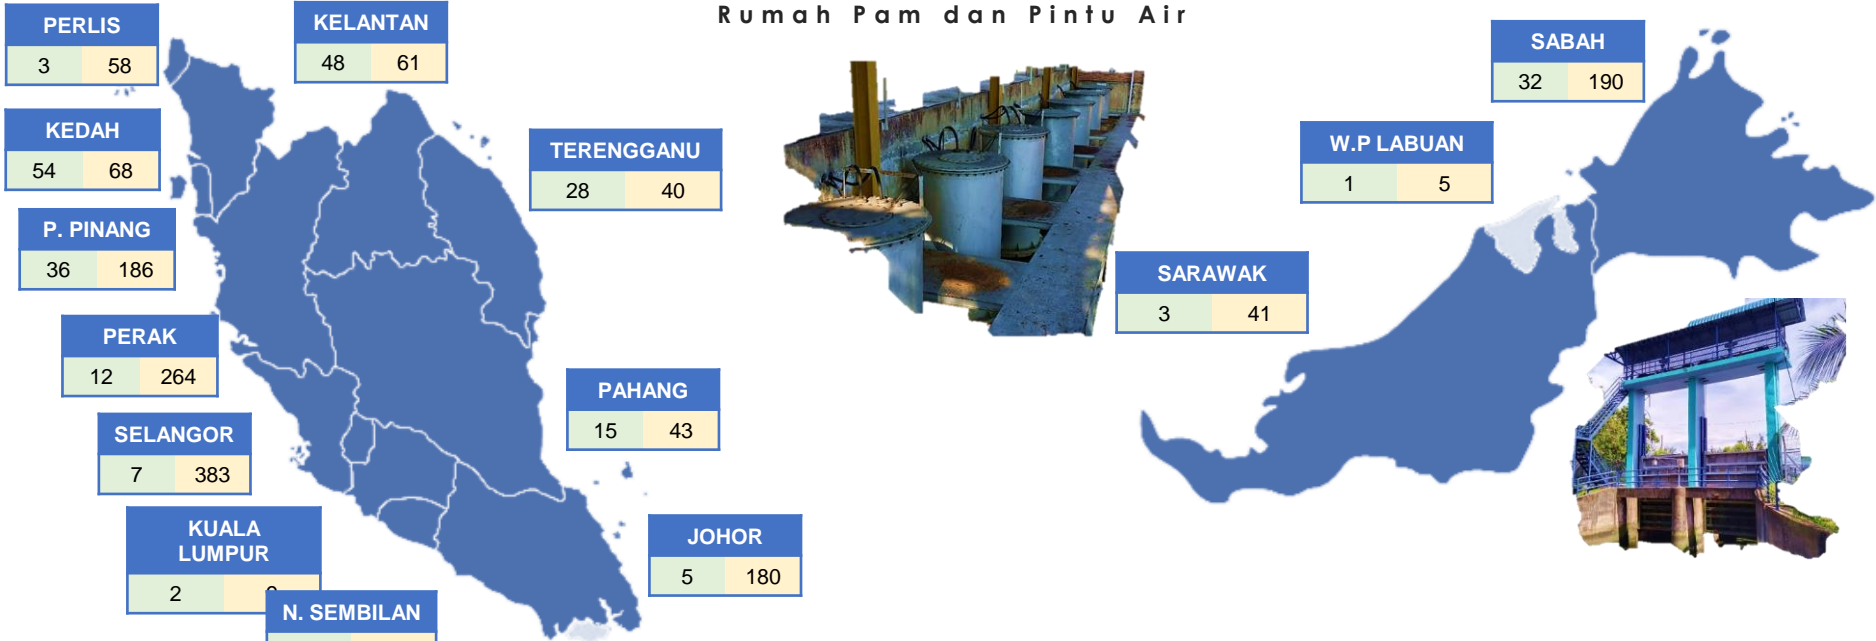 Rumah Pam dan Pintu Air
PERLIS
3 58
KELANTAN
48 61
KEDAH
54 68
TERENGGANU
28 40
P. PINANG
36 186
PERAK
12 264
PAHANG
15 43
SELANGOR
7 383
KUALA
LUMPUR
2
N. SEMBILAN
JOHOR
5 180
SABAH
32 190
W.P LABUAN
1 5
SARAWAK
3 41